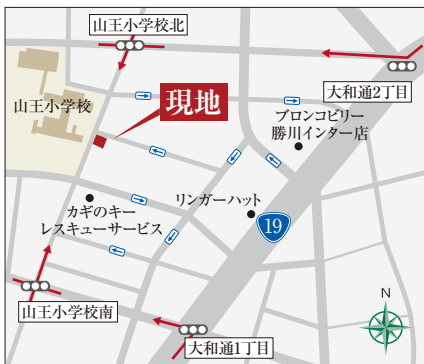 山王小学校北
大和通2丁目
山王小学校
現地
ブロンコビリー
勝川インター店
リンガーハット
カギのキー
レスキューサービス
19
N
山王小学校南
大和通1丁目